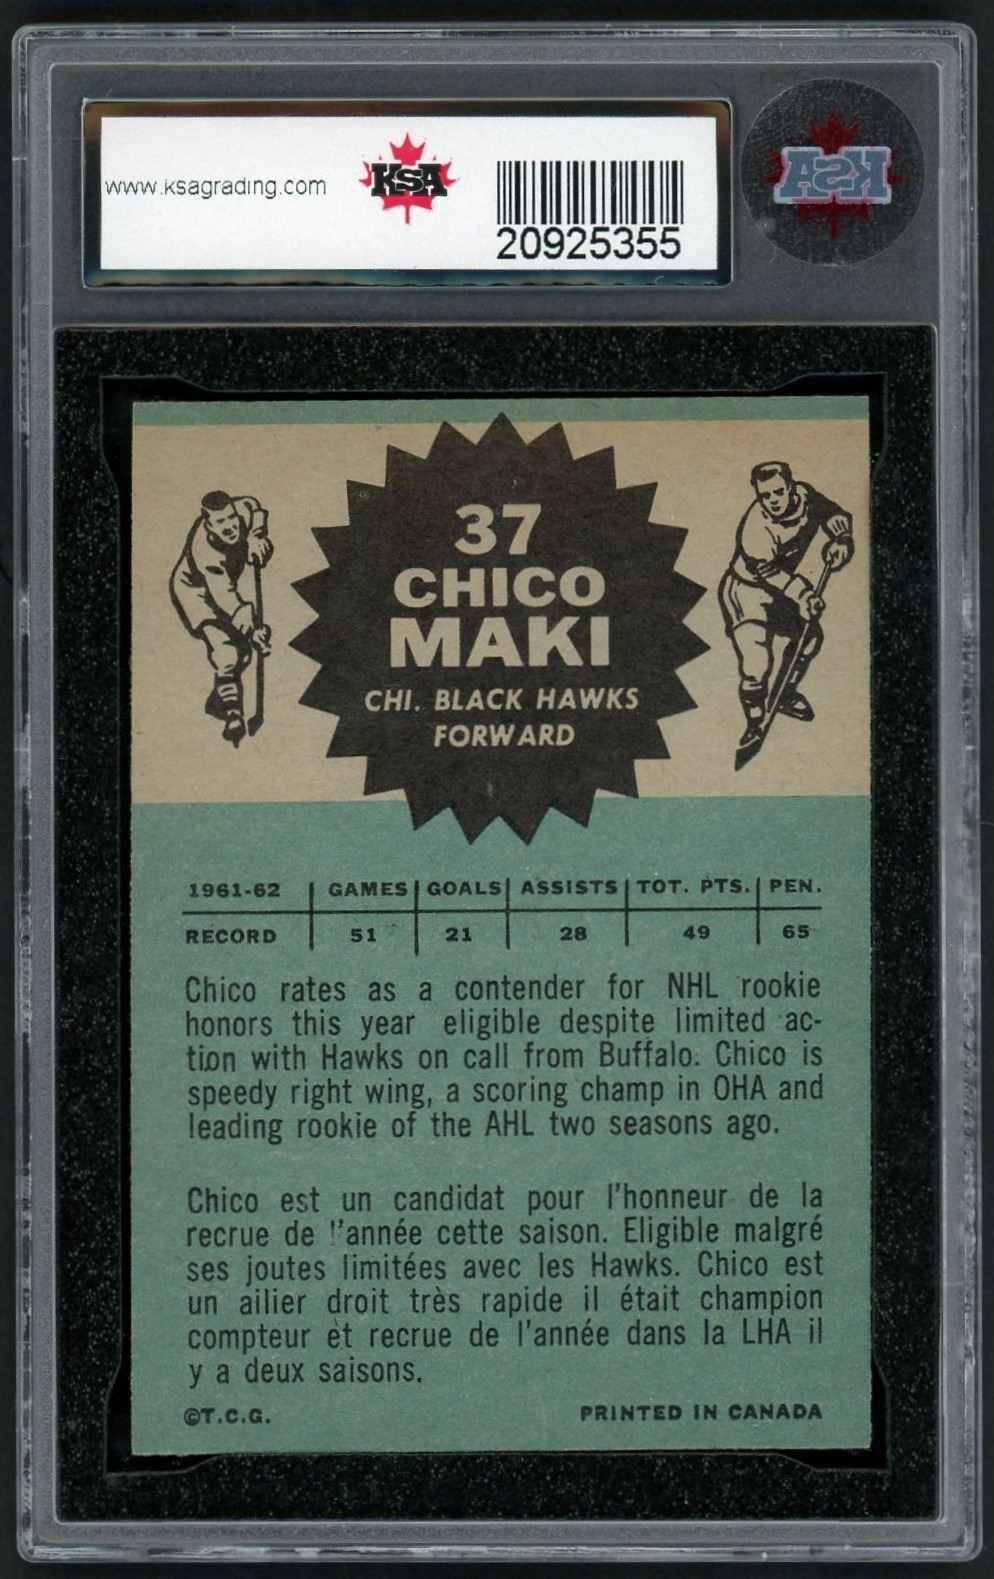 www.ksagrading.com
KSA
20925355
KSA
37
CHICO
MAKI
CHI. BLACK HAWKS
FORWARD
1961-62 GAMES GOALS ASSISTS TOT. PTS. PEN.
RECORD 51 21 28 49 65
Chico rates as a contender for NHL rookie
honors this year eligible despite limited ac-
tion with Hawks on call from Buffalo. Chico is
speedy right wing, a scoring champ in OHA and
leading rookie of the AHL two seasons ago.
Chico est un candidat pour l'honneur de la
recrue de l'année cette saison. Eligible malgré
ses joutes limitées avec les Hawks. Chico est
un ailier droit très rapide il était champion
compteur et recrue de l'année dans la LHA il
y a deux saisons.
©T.C.G. PRINTED IN CANADA